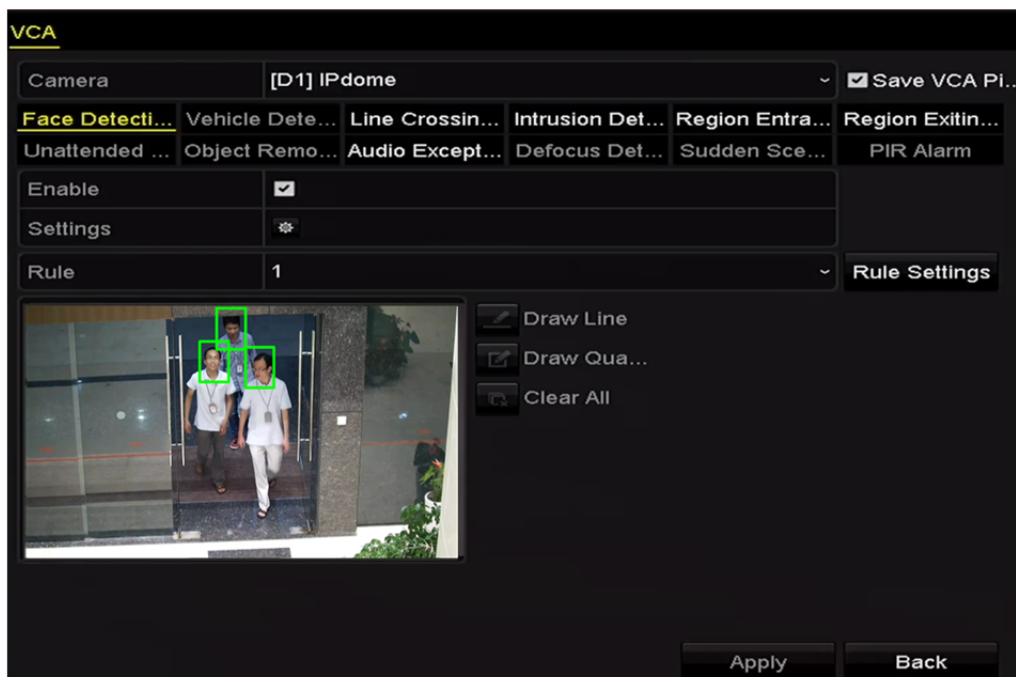 VCA
Camera [D1] IPdome Save VCA Pi..
Face Detecti... Vehicle Dete... Line Crossin... Intrusion Det... Region Entra... Region Exitin...
Unattended ... Object Remo... Audio Except... Defocus Det... Sudden Sce... PIR Alarm
Enable
Settings
Rule 1 Rule Settings
Draw Line
Draw Qua...
Clear All
Apply Back